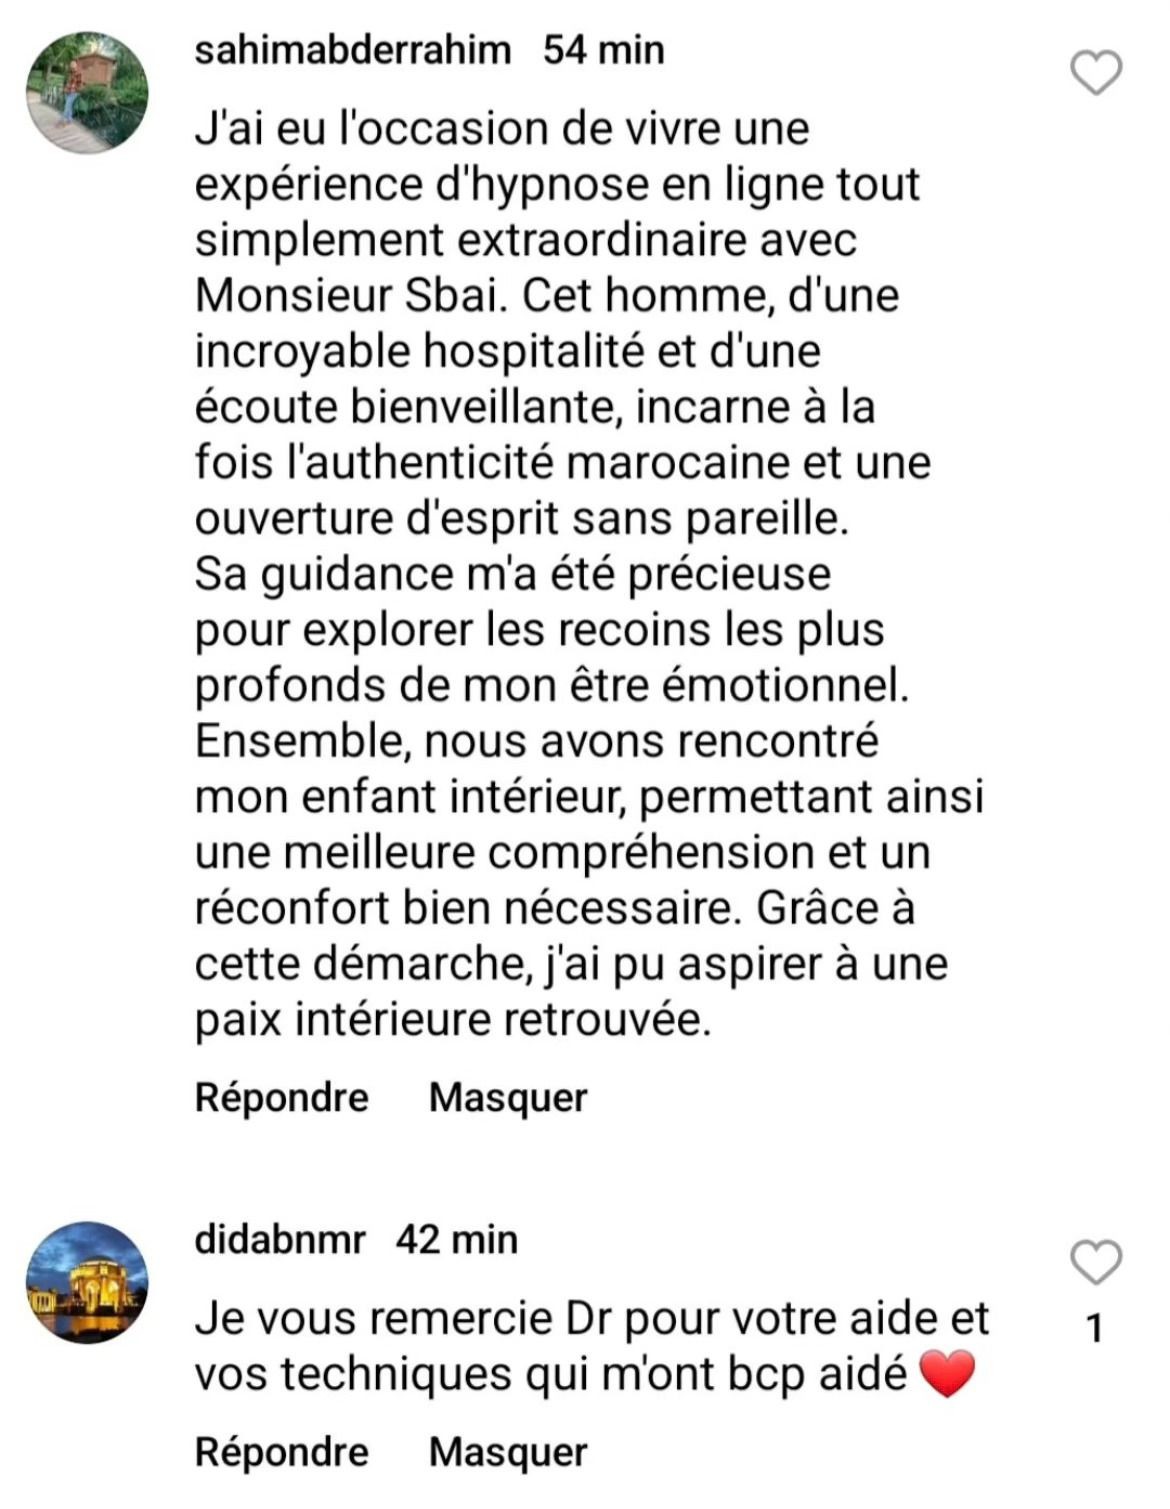 sahimabderrahim 54 min
J'ai eu l'occasion de vivre une
expérience d'hypnose en ligne tout
simplement extraordinaire avec
Monsieur Sbai. Cet homme, d'une
incroyable hospitalité et d'une
écoute bienveillante, incarne à la
fois l'authenticité marocaine et une
ouverture d'esprit sans pareille.
Sa guidance m'a été précieuse
pour explorer les recoins les plus
profonds de mon être émotionnel.
Ensemble, nous avons rencontré
mon enfant intérieur, permettant ainsi
une meilleure compréhension et un
réconfort bien nécessaire. Grâce à
cette démarche, j'ai pu aspirer à une
paix intérieure retrouvée.
Répondre Masquer
didabnmr 42 min
Je vous remercie Dr pour votre aide et
1
vos techniques qui m'ont bcp aidé ❤️
Répondre Masquer